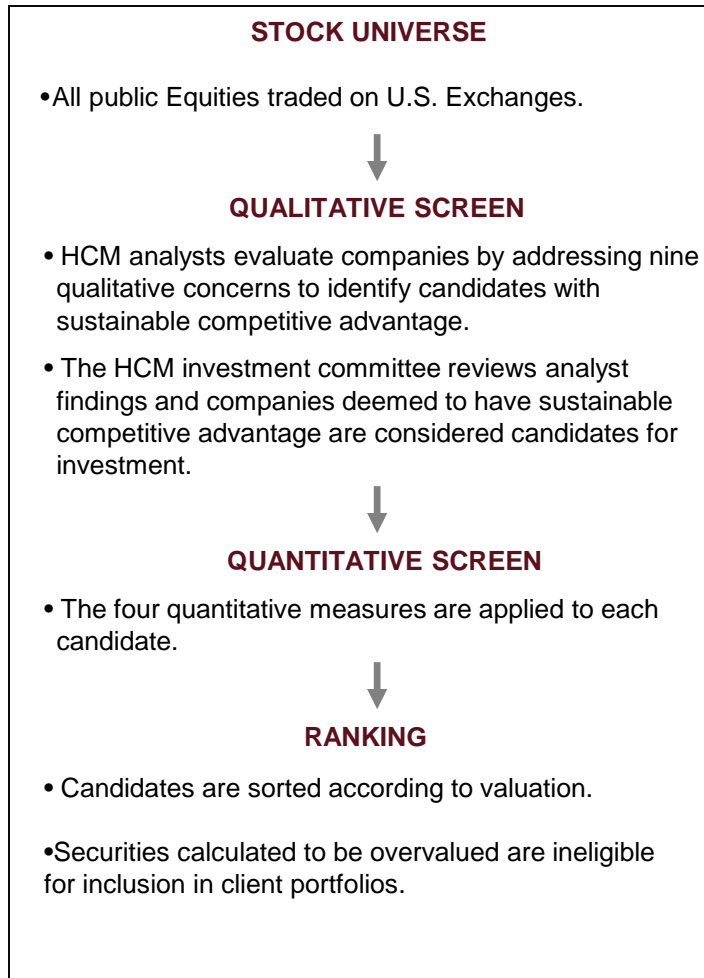 STOCK UNIVERSE
•All public Equities traded on U.S. Exchanges.
QUALITATIVE SCREEN
• HCM analysts evaluate companies by addressing nine
qualitative concerns to identify candidates with
sustainable competitive advantage.
• The HCM investment committee reviews analyst
findings and companies deemed to have sustainable
competitive advantage are considered candidates for
investment.
QUANTITATIVE SCREEN
• The four quantitative measures are applied to each
candidate.
RANKING
• Candidates are sorted according to valuation.
•Securities calculated to be overvalued are ineligible
for inclusion in client portfolios.